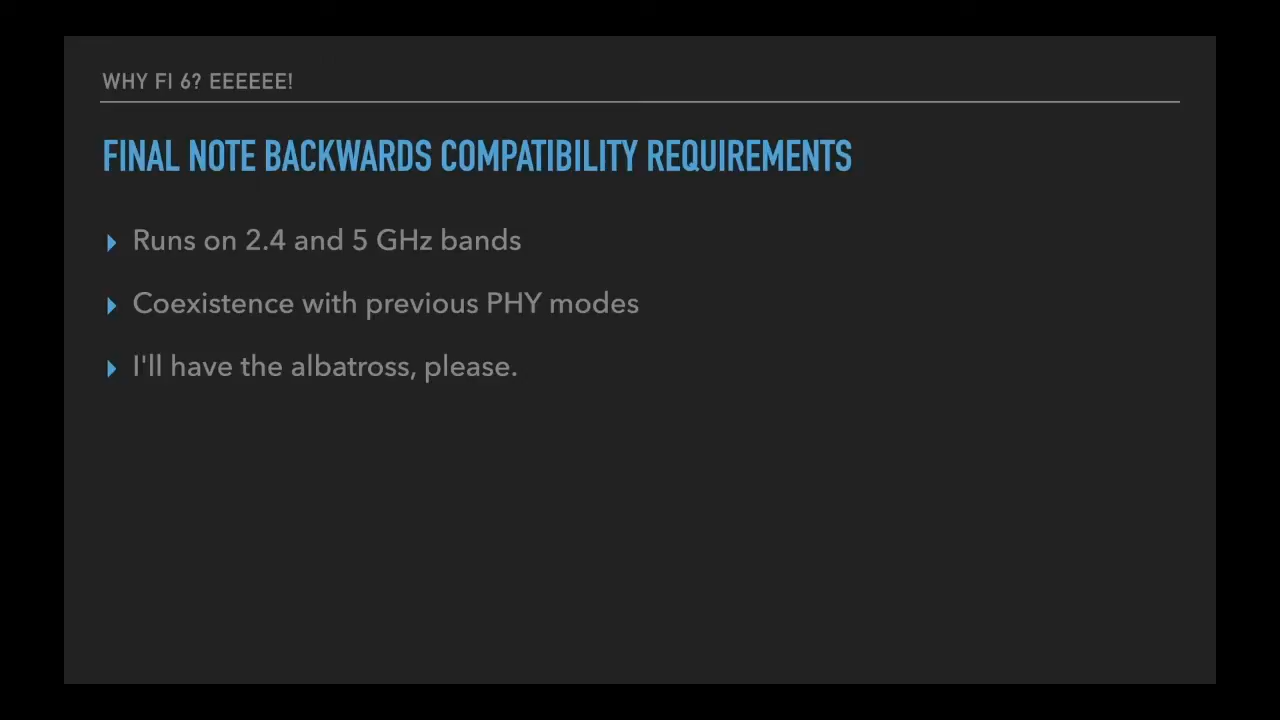 WHY FI 6? EEEEEE!
FINAL NOTE BACKWARDS COMPATIBILITY REQUIREMENTS
Runs on 2.4 and 5 GHz bands
Coexistence with previous PHY modes
I'll have the albatross, please.